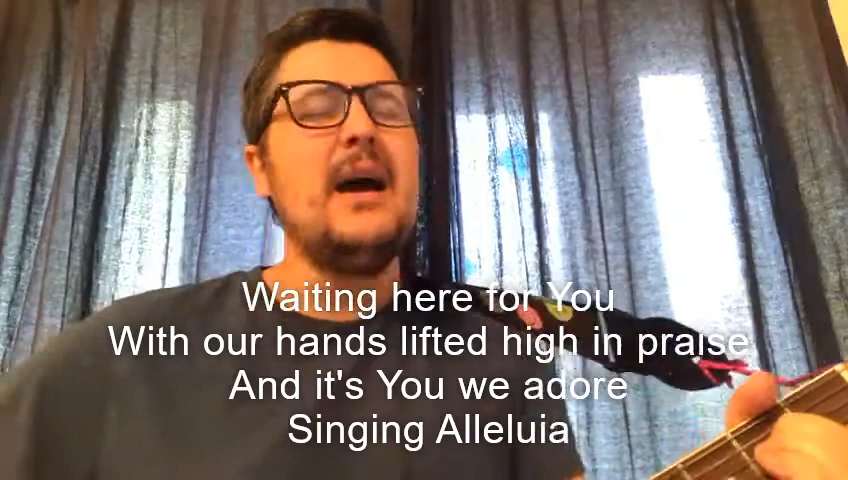 Waiting here for You
With our hands lifted high in praise
And it's You we adore
Singing Alleluia